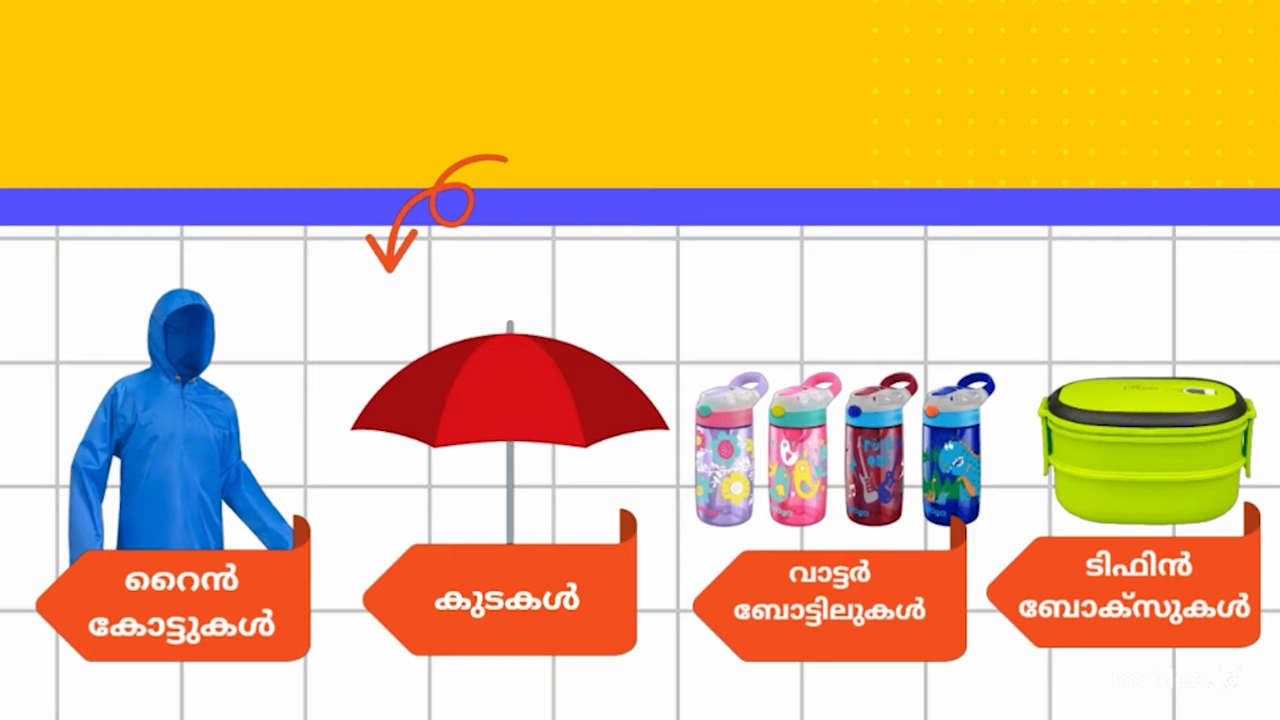 റൈൻ
കോട്ടുകൾ
കുടകൾ
വാട്ടർ
ബോട്ടിലുകൾ
ടിഫിൻ
ബോക്സുകൾ